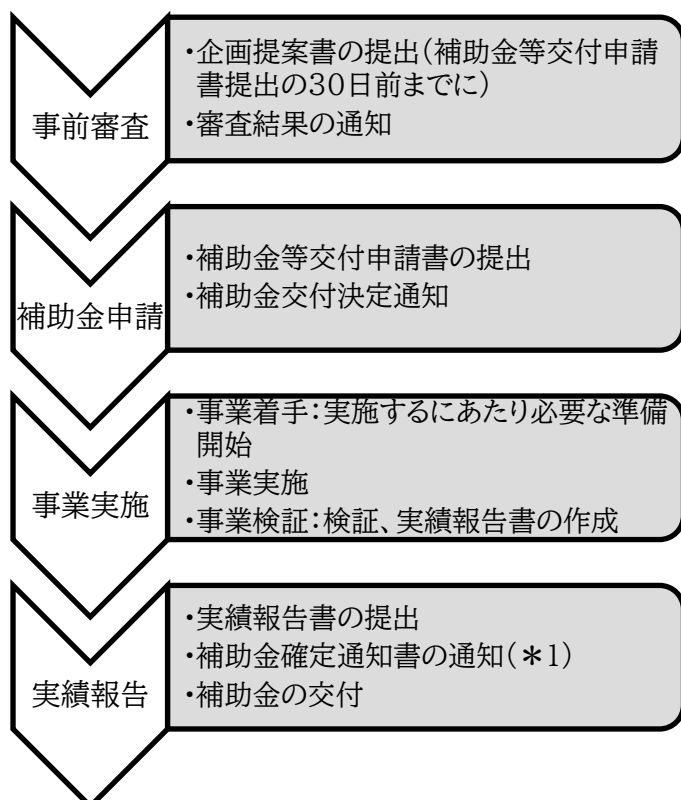 事前審査
・企画提案書の提出(補助金等交付申請
書提出の30日前までに)
・審査結果の通知
補助金申請
・補助金等交付申請書の提出
・補助金交付決定通知
事業実施
・事業着手:実施するにあたり必要な準備
開始
・事業実施
・事業検証:検証、実績報告書の作成
実績報告
・実績報告書の提出
・補助金確定通知書の通知(*1)
・補助金の交付